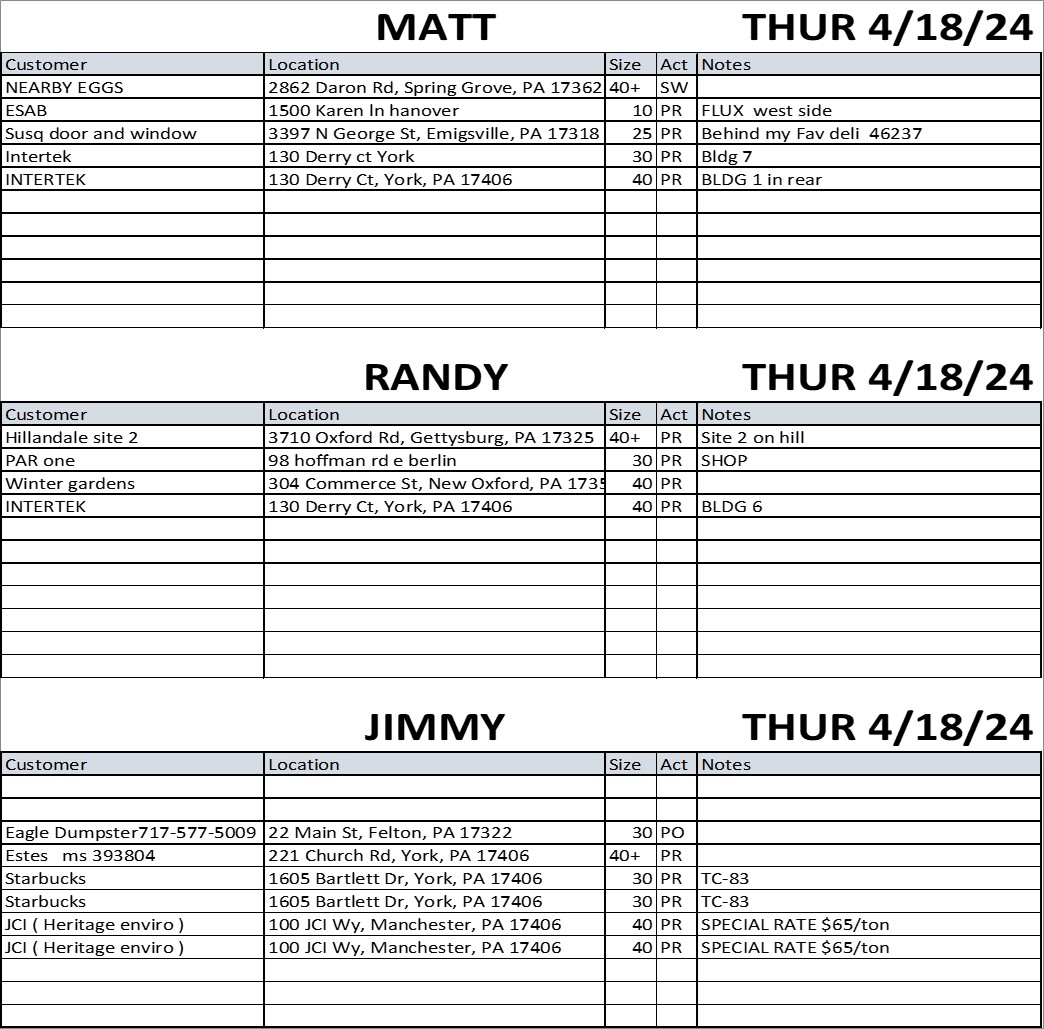 MATT THUR 4/18/24
Customer Location Size Act Notes
NEARBY EGGS 2862 Daron Rd, Spring Grove, PA 17362 40+ SW
ESAB 1500 Karen ln hanover 10 PR FLUX  west side
Susq door and window 3397 N George St, Emigsville, PA 17318 25 PR Behind my Fav deli  46237
Intertek 130 Derry ct York 30 PR Bldg 7
INTERTEK 130 Derry Ct, York, PA 17406 40 PR BLDG 1 in rear
RANDY THUR 4/18/24
Customer Location Size Act Notes
Hillandale site 2 3710 Oxford Rd, Gettysburg, PA 17325 40+ PR Site 2 on hill
PAR one 98 hoffman rd e berlin 30 PR SHOP
Winter gardens 304 Commerce St, New Oxford, PA 1735 40 PR
INTERTEK 130 Derry Ct, York, PA 17406 40 PR BLDG 6
JIMMY THUR 4/18/24
Customer Location Size Act Notes
Eagle Dumpster717-577-5009 22 Main St, Felton, PA 17322 30 PO
Estes   ms 393804 221 Church Rd, York, PA 17406 40+ PR
Starbucks 1605 Bartlett Dr, York, PA 17406 30 PR TC-83
Starbucks 1605 Bartlett Dr, York, PA 17406 30 PR TC-83
JCI ( Heritage enviro ) 100 JCI Wy, Manchester, PA 17406 40 PR SPECIAL RATE $65/ton
JCI ( Heritage enviro ) 100 JCI Wy, Manchester, PA 17406 40 PR SPECIAL RATE $65/ton